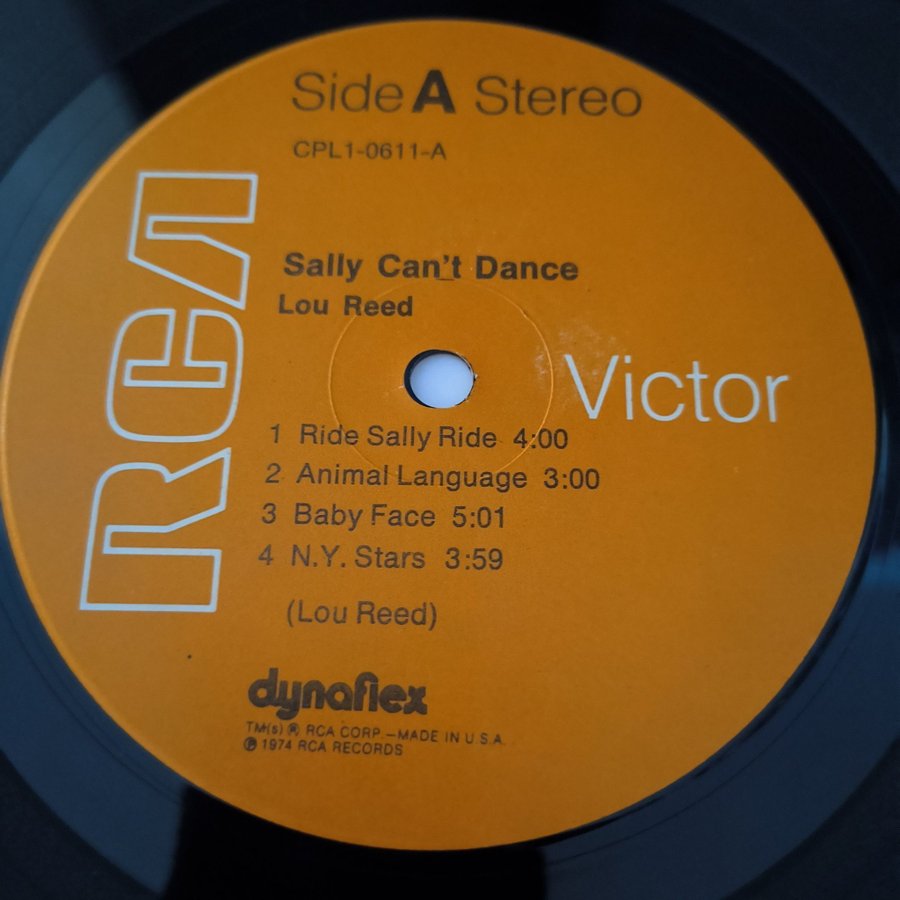 Side A Stereo
CPL1-0611-A
RCA
Sally Can't Dance
Lou Reed
Victor
1 Ride Sally Ride 4:00
2 Animal Language 3:00
3 Baby Face 5:01
4 N.Y. Stars 3:59
(Lou Reed)
dynaflex
TM(s) ® RCA CORP.—MADE IN U.S.A.
℗ 1974 RCA RECORDS